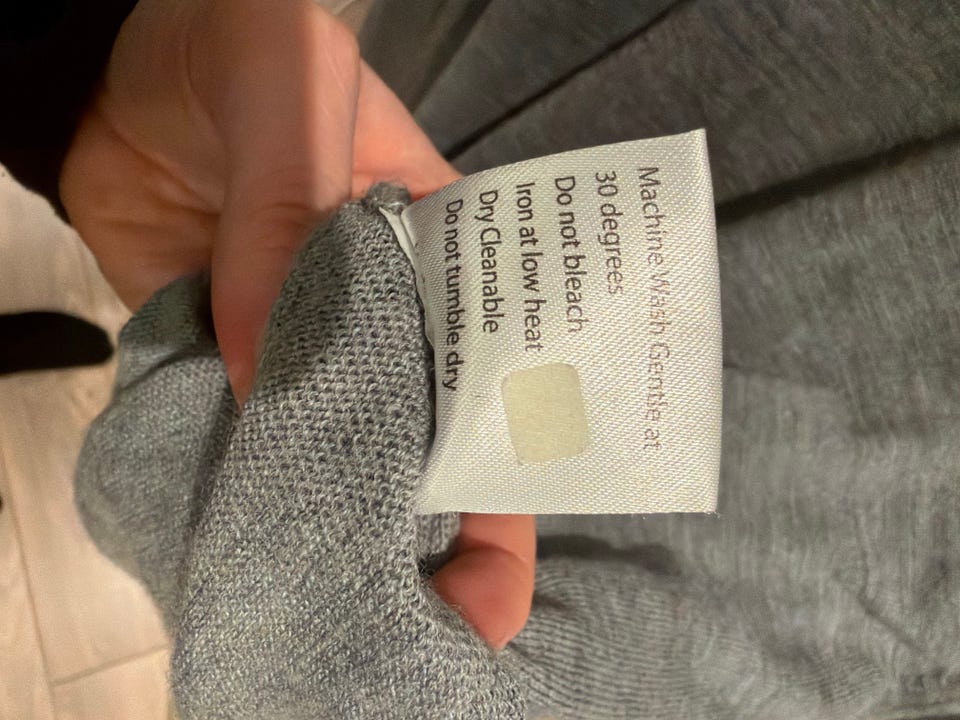 Machine Wash Gentle at
30 degrees
Do not bleach
Iron at low heat
Dry Cleanable
Do not tumble dry